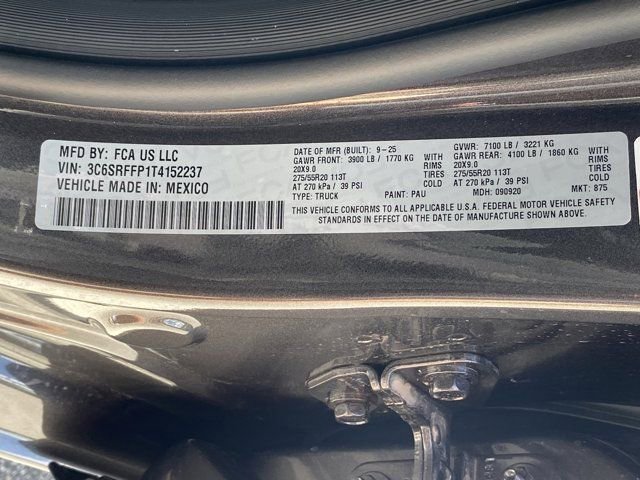 MFD BY: FCA US LLC
VIN: 3C6SRFFP1T4152237
VEHICLE MADE IN: MEXICO
DATE OF MFR (BUILT): 9-25 GVWR: 7100 LB / 3221 KG
GAWR FRONT: 3900 LB / 1770 KG WITH GAWR REAR: 4100 LB / 1860 KG WITH
20X9.0 RIMS 20X9.0 RIMS
275/55R20 113T TIRES 275/55R20 113T TIRES
AT 270 kPa / 39 PSI COLD AT 270 kPa / 39 PSI COLD
TYPE: TRUCK PAINT: PAU MDH: 090920 MKT: 875
THIS VEHICLE CONFORMS TO ALL APPLICABLE U.S.A. FEDERAL MOTOR VEHICLE SAFETY
STANDARDS IN EFFECT ON THE DATE OF MANUFACTURE SHOWN ABOVE.